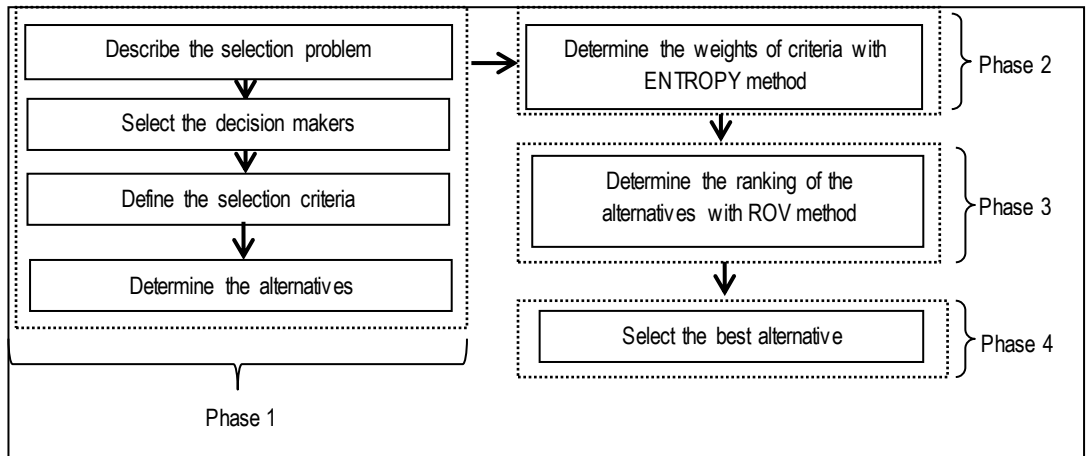 Describe the selection problem
Select the decision makers
Define the selection criteria
Determine the alternatives
Phase 1
Determine the weights of criteria with
ENTROPY method
Phase 2
Determine the ranking of the
alternatives with ROV method
Phase 3
Select the best alternative
Phase 4